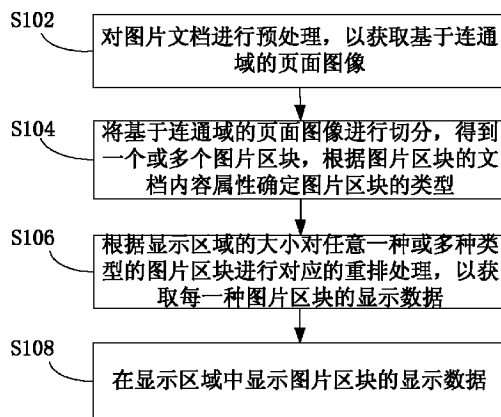 S102
对图片文档进行预处理，以获取基于连通
域的页面图像
S104
将基于连通域的页面图像进行切分，得到
一个或多个图片区块，根据图片区块的文
档内容属性确定图片区块的类型
S106
根据显示区域的大小对任意一种或多种类
型的图片区块进行对应的重排处理，以获
取每一种图片区块的显示数据
S108
在显示区域中显示图片区块的显示数据